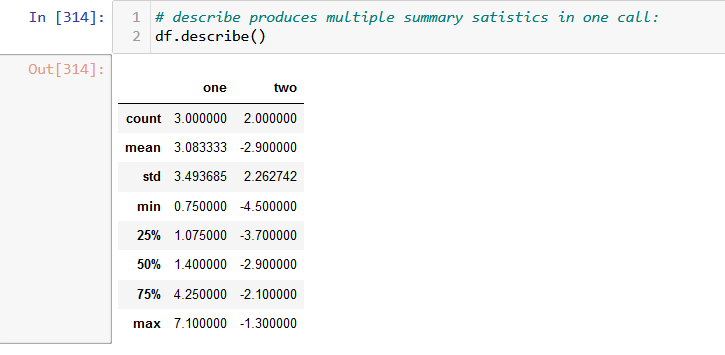 In [314]: 1 # describe produces multiple summary satistics in one call:
2 df.describe()
Out[314]:
one two
count 3.000000 2.000000
mean 3.083333 -2.900000
std 3.493685 2.262742
min 0.750000 -4.500000
25% 1.075000 -3.700000
50% 1.400000 -2.900000
75% 4.250000 -2.100000
max 7.100000 -1.300000